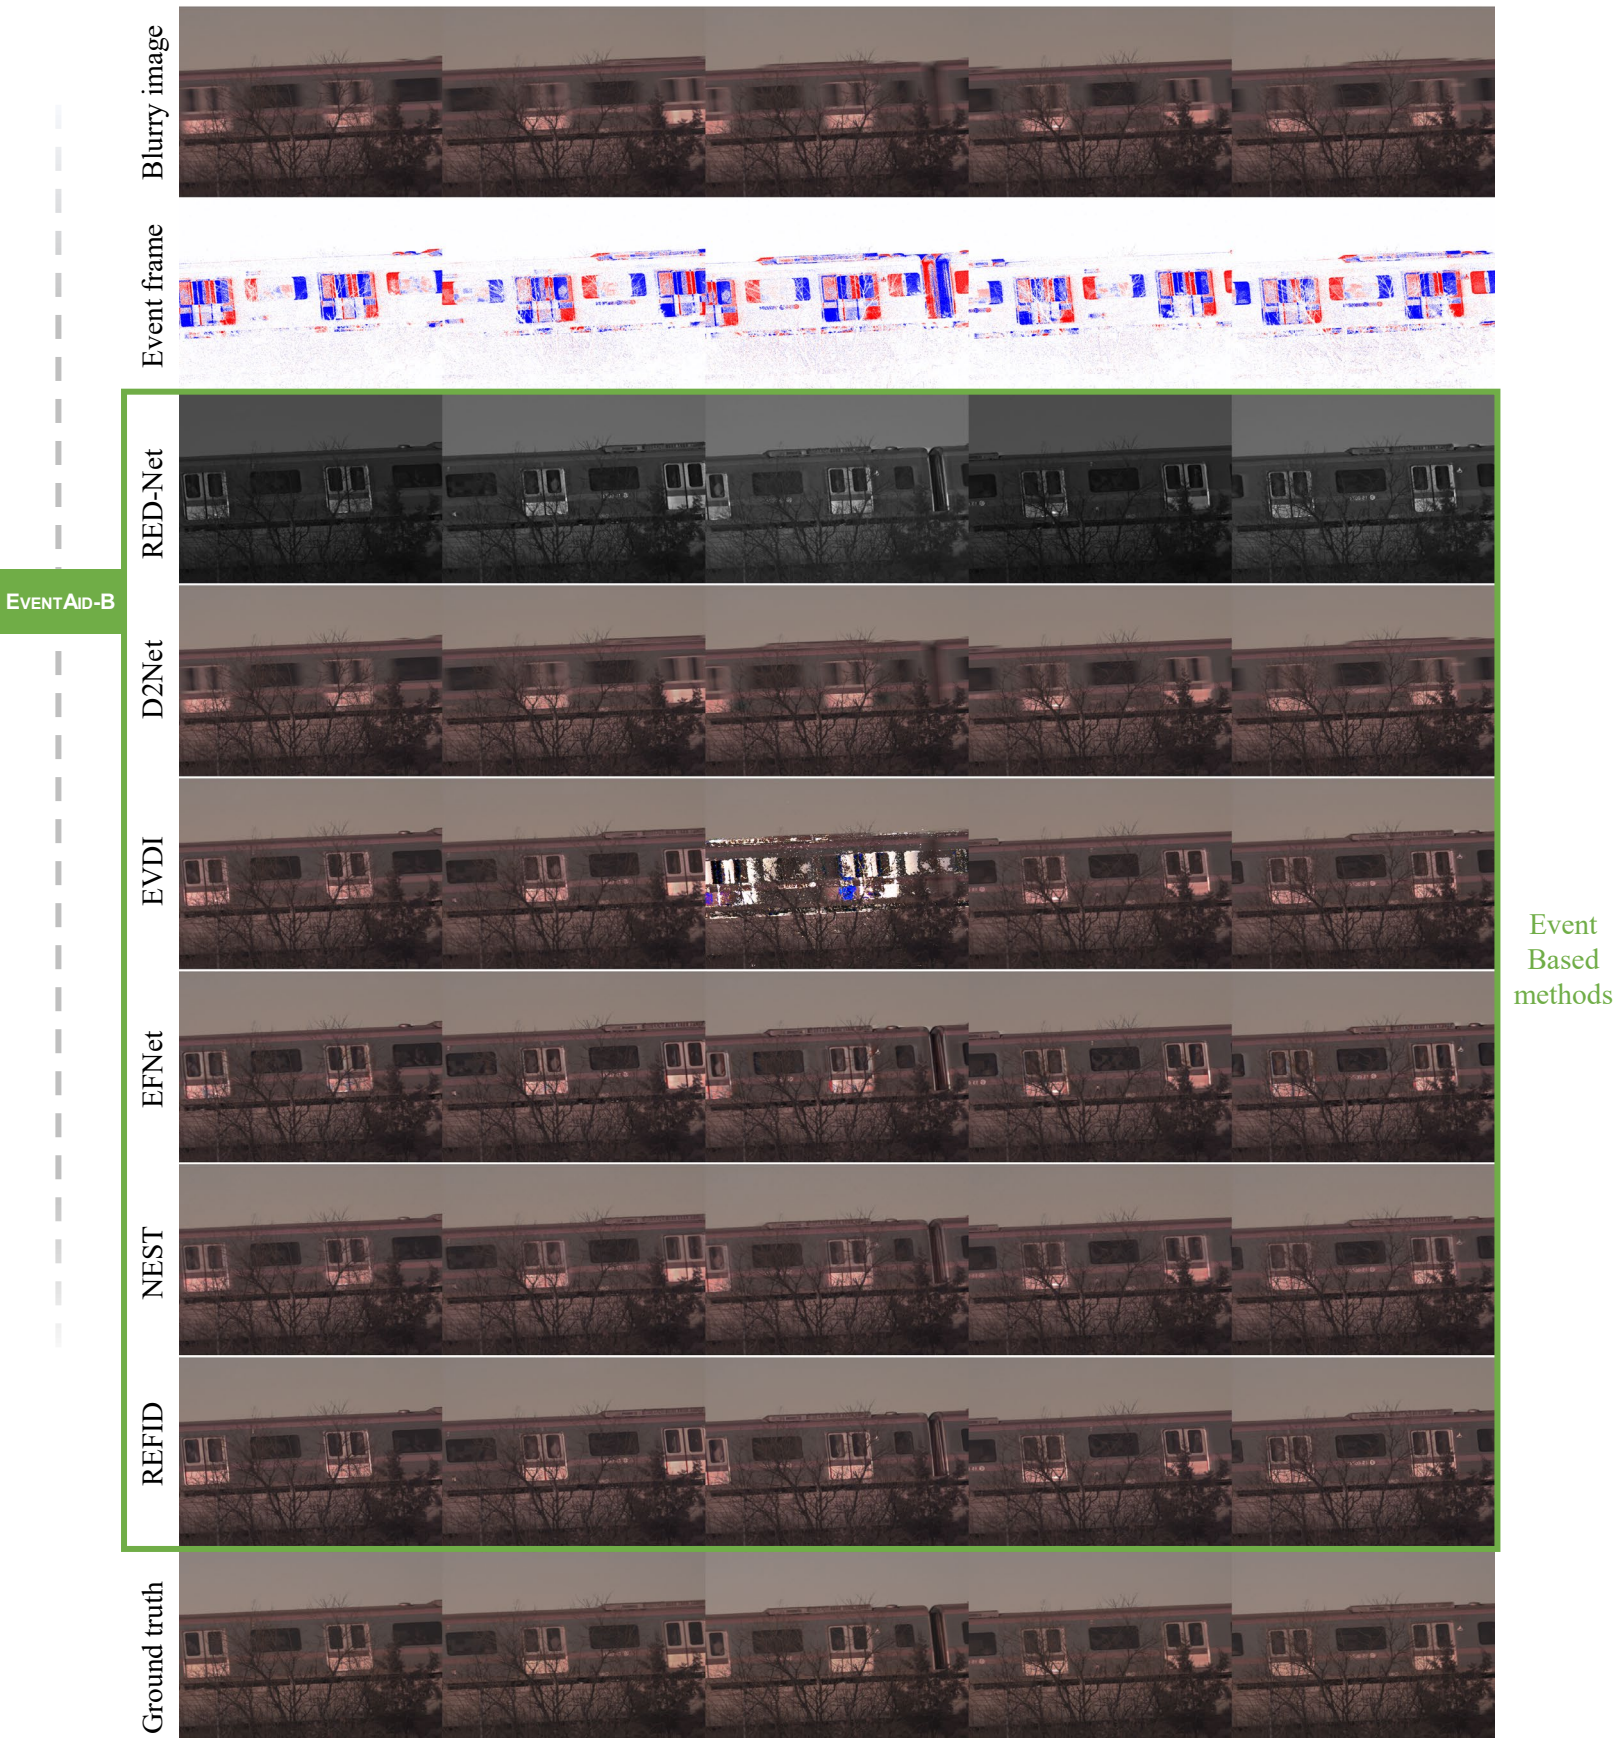 Blurry image
Event frame
RED-Net
EVENTAID-B
D2Net
EVDI
Event
Based
methods
EFNet
NEST
REFID
Ground truth